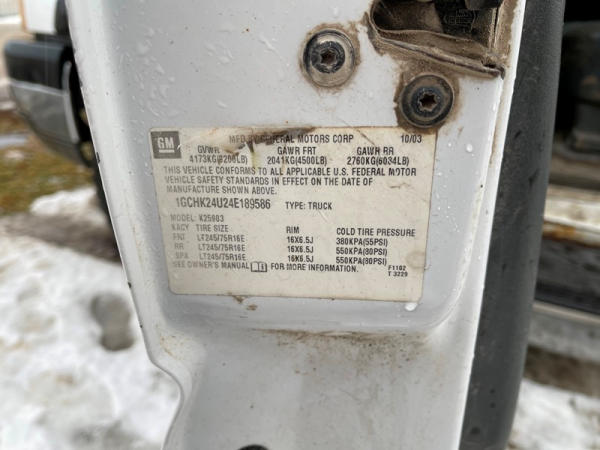 GM
MFD BY GENERAL MOTORS CORP 10/03
GVWR GAWR FRT GAWR RR
4173KG(9200LB) 2041KG(4500LB) 2760KG(6034LB)
THIS VEHICLE CONFORMS TO ALL APPLICABLE U.S. FEDERAL MOTOR
VEHICLE SAFETY STANDARDS IN EFFECT ON THE DATE OF
MANUFACTURE SHOWN ABOVE.
1GCHK24U24E189586 TYPE: TRUCK
MODEL: K25903
TIRE SIZE RIM COLD TIRE PRESSURE
FNT LT245/75R16E 16X6.5J 380KPA(55PSI)
RR LT245/75R16E 16X6.5J 550KPA(80PSI)
SPA LT245/75R16E 16X6.5J 550KPA(80PSI)
SEE OWNER'S MANUAL FOR MORE INFORMATION.
F1102
T 3229